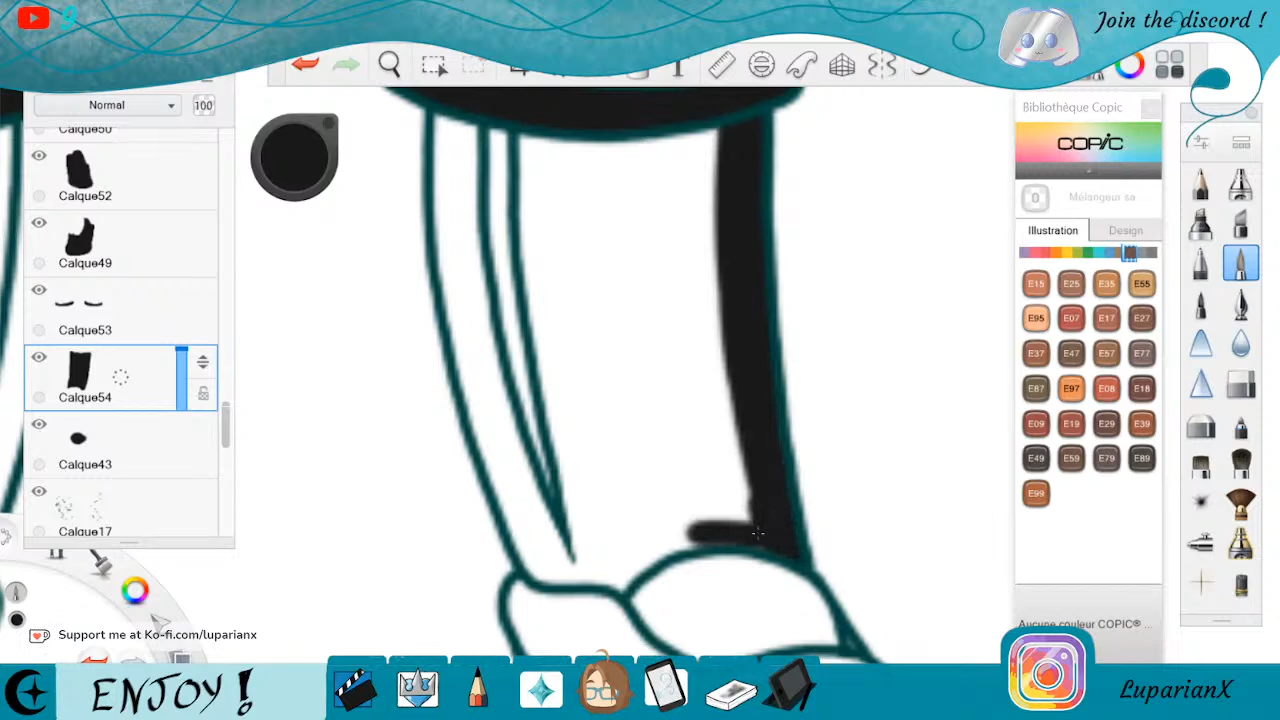 9
Join the discord !
T
Normal
100
Calque50
Calque52
Calque49
Calque53
Calque54
Calque43
Calque17
Bibliothèque Copic
COPIC
0
Mélangeur sa
Illustration
Design
E15
E25
E35
E55
E95
E07
E17
E27
E37
E47
E57
E77
E87
E97
E08
E18
E09
E19
E29
E39
E49
E59
E79
E89
E99
Aucune couleur COPIC® ...
Support me at Ko-fi.com/luparianx
ENJOY !
LuparianX